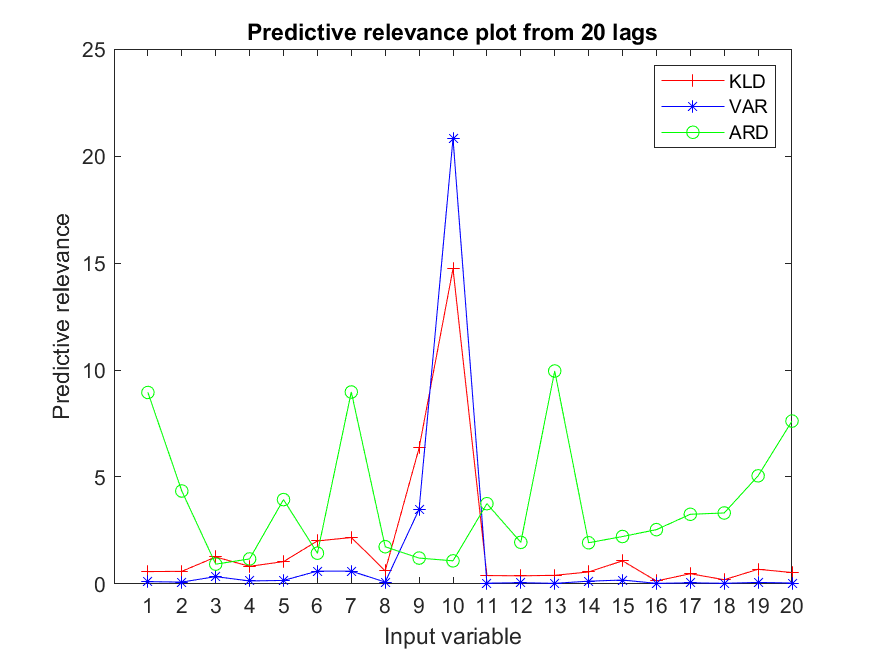 Predictive relevance plot from 20 lags
25
20
15
10
5
0
Predictive relevance
KLD
VAR
ARD
1 2 3 4 5 6 7 8 9 10 11 12 13 14 15 16 17 18 19 20
Input variable